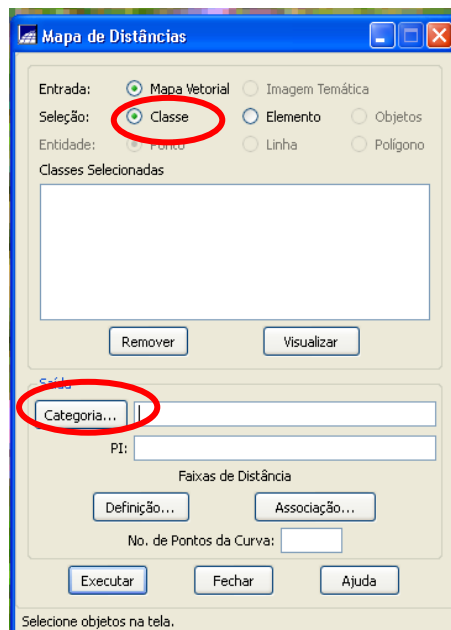 Mapa de Distâncias
Entrada: Mapa Vetorial Imagem Temática
Seleção: Classe Elemento Objetos
Entidade: Ponto Linha Polígono
Classes Selecionadas
Remover Visualizar
Saída
Categoria...
PI:
Faixas de Distância
Definição... Associação...
No. de Pontos da Curva:
Executar Fechar Ajuda
Selecione objetos na tela.